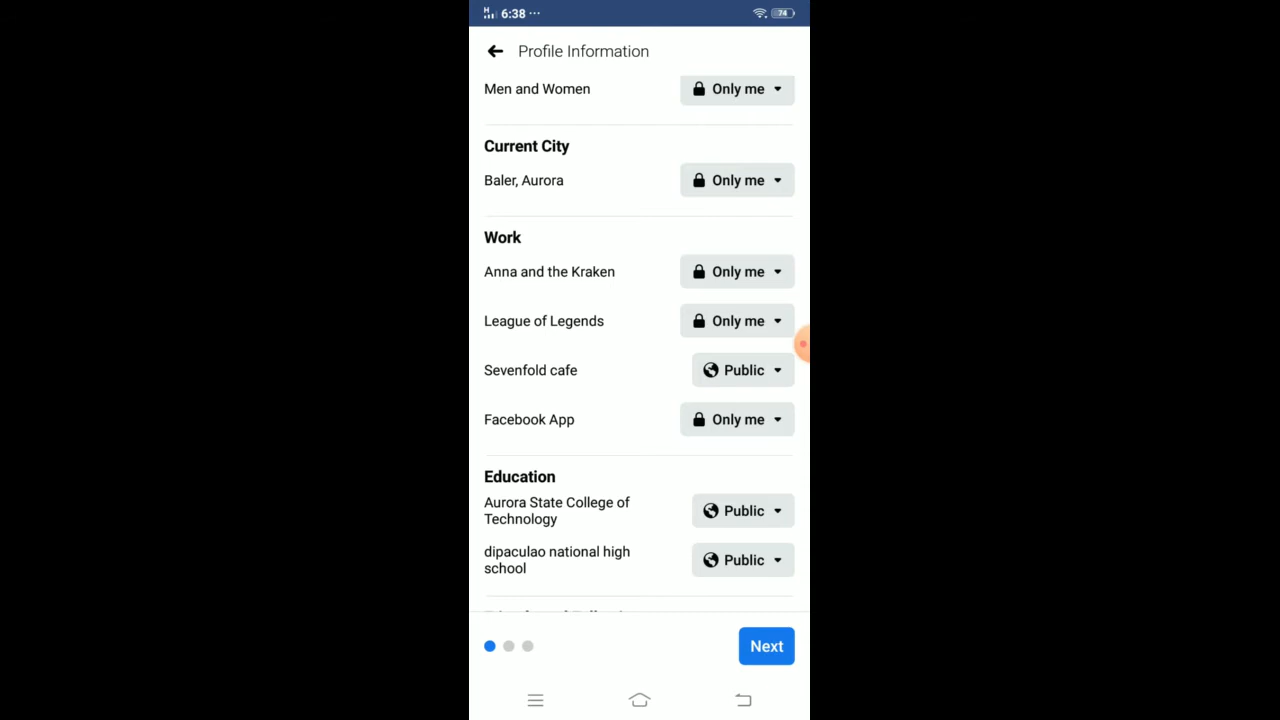 H 6:38 ··· 74
Profile Information
Men and Women Only me
Current City
Baler, Aurora Only me
Work
Anna and the Kraken Only me
League of Legends Only me
Sevenfold cafe Public
Facebook App Only me
Education
Aurora State College of
Technology Public
dipaculao national high
school Public
Next